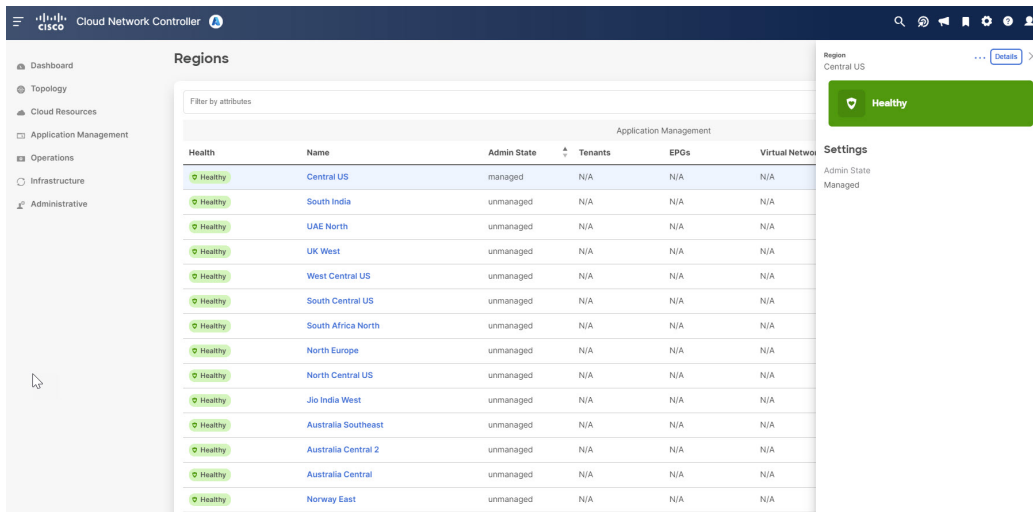 CISCO Cloud Network Controller
Dashboard
Topology
Cloud Resources
Application Management
Operations
Infrastructure
Administrative
Regions
Filter by attributes
Application Management
Health Name Admin State Tenants EPGs Virtual Networ
Healthy Central US managed N/A N/A N/A
Healthy South India unmanaged N/A N/A N/A
Healthy UAE North unmanaged N/A N/A N/A
Healthy UK West unmanaged N/A N/A N/A
Healthy West Central US unmanaged N/A N/A N/A
Healthy South Central US unmanaged N/A N/A N/A
Healthy South Africa North unmanaged N/A N/A N/A
Healthy North Europe unmanaged N/A N/A N/A
Healthy North Central US unmanaged N/A N/A N/A
Healthy Jio India West unmanaged N/A N/A N/A
Healthy Australia Southeast unmanaged N/A N/A N/A
Healthy Australia Central 2 unmanaged N/A N/A N/A
Healthy Australia Central unmanaged N/A N/A N/A
Healthy Norway East unmanaged N/A N/A N/A
Region
Central US
... Details
Healthy
Settings
Admin State
Managed